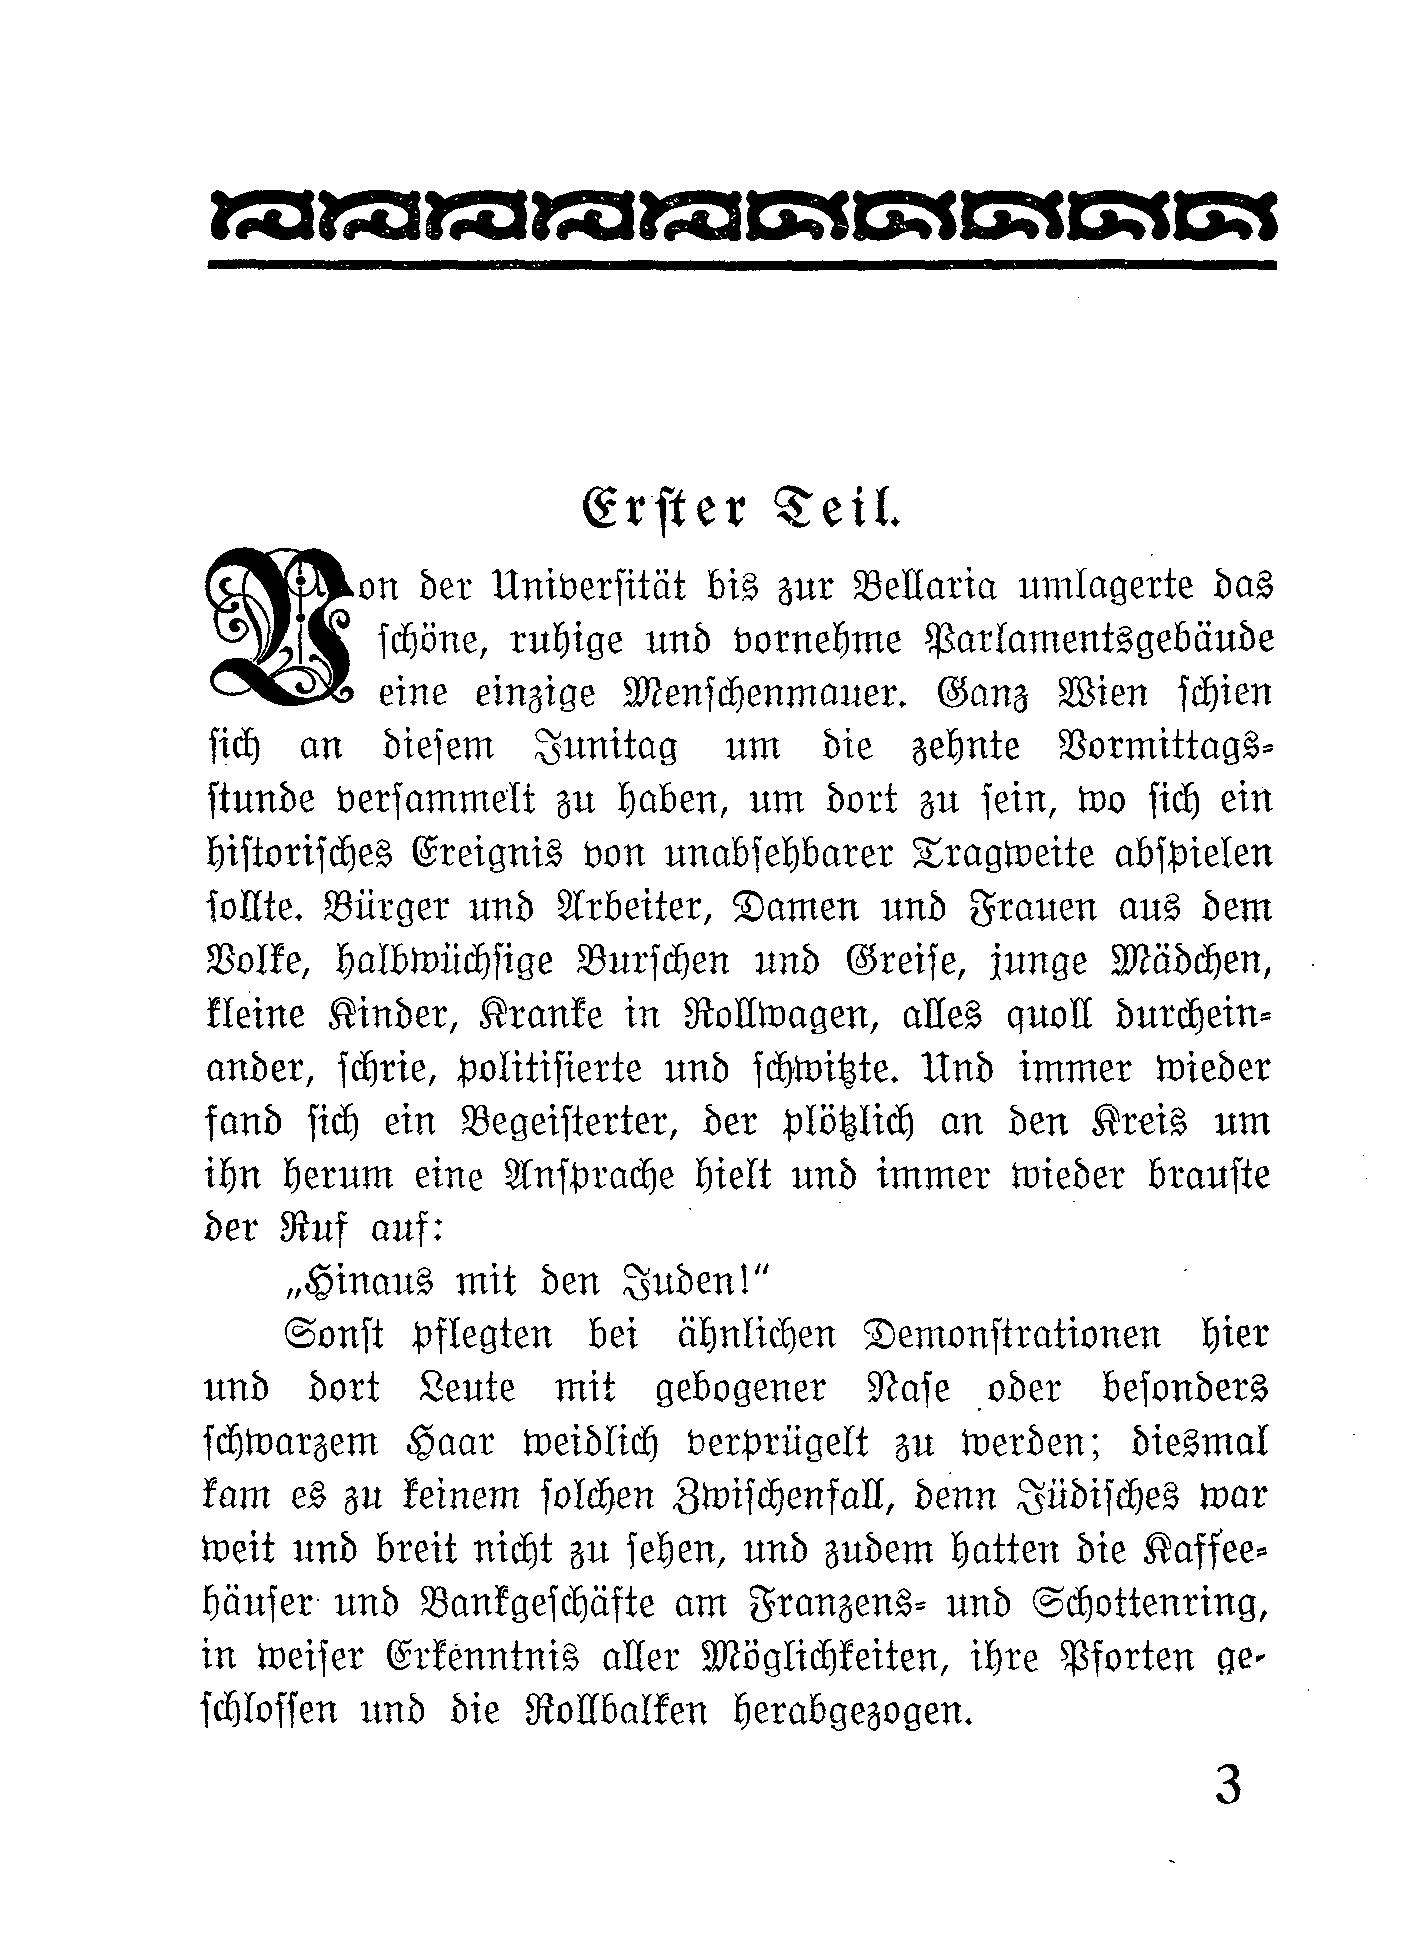 Erster Teil.
Von der Universität bis zur Bellaria umlagerte das
schöne, ruhige und vornehme Parlamentsgebäude
eine einzige Menschenmauer. Ganz Wien schien
sich an diesem Junitag um die zehnte Vormittags-
stunde versammelt zu haben, um dort zu sein, wo sich ein
historisches Ereignis von unabsehbarer Tragweite abspielen
sollte. Bürger und Arbeiter, Damen und Frauen aus dem
Volke, halbwüchsige Burschen und Greise, junge Mädchen,
kleine Kinder, Kranke in Rollwagen, alles quoll durchein-
ander, schrie, politisierte und schwitzte. Und immer wieder
fand sich ein Begeisterter, der plötzlich an den Kreis um
ihn herum eine Ansprache hielt und immer wieder brauste
der Ruf auf:
„Hinaus mit den Juden!“
Sonst pflegten bei ähnlichen Demonstrationen hier
und dort Leute mit gebogener Nase oder besonders
schwarzem Haar weidlich verprügelt zu werden; diesmal
kam es zu keinem solchen Zwischenfall, denn Jüdisches war
weit und breit nicht zu sehen, und zudem hatten die Kaffee-
häuser und Bankgeschäfte am Franzens- und Schottenring,
in weiser Erkenntnis aller Möglichkeiten, ihre Pforten ge-
schlossen und die Rollbalken herabgezogen.
3